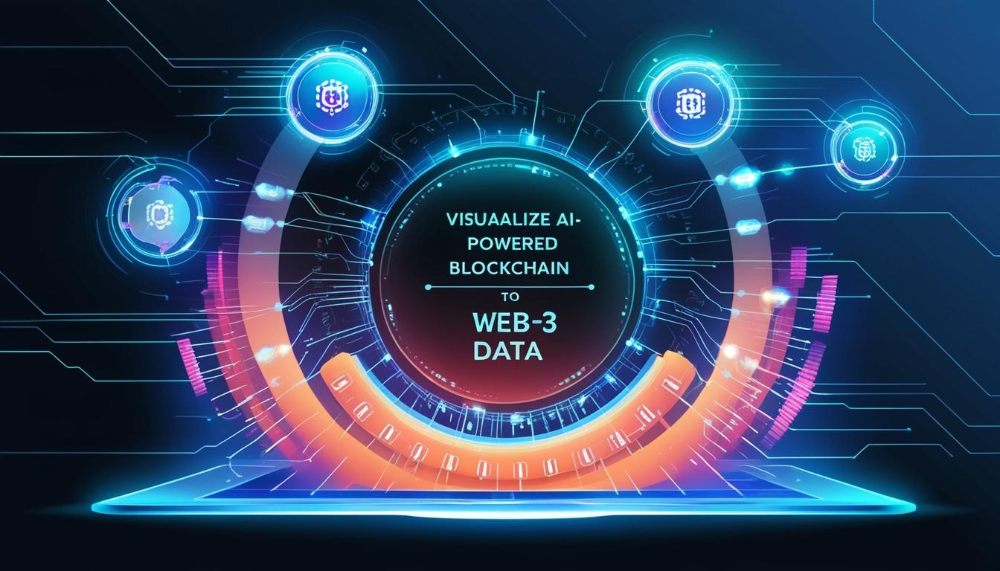 VISUAALIZE AI-
POWERED
BLOCKCHAIN
TO
WEB-3
DATA